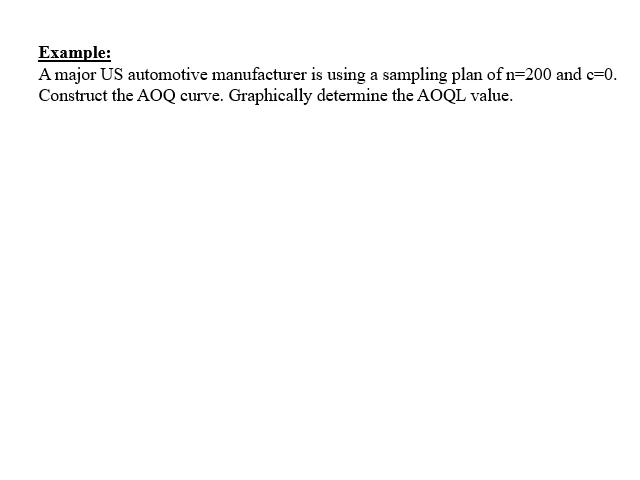 Example:
A major US automotive manufacturer is using a sampling plan of n=200 and c=0.
Construct the AOQ curve. Graphically determine the AOQL value.